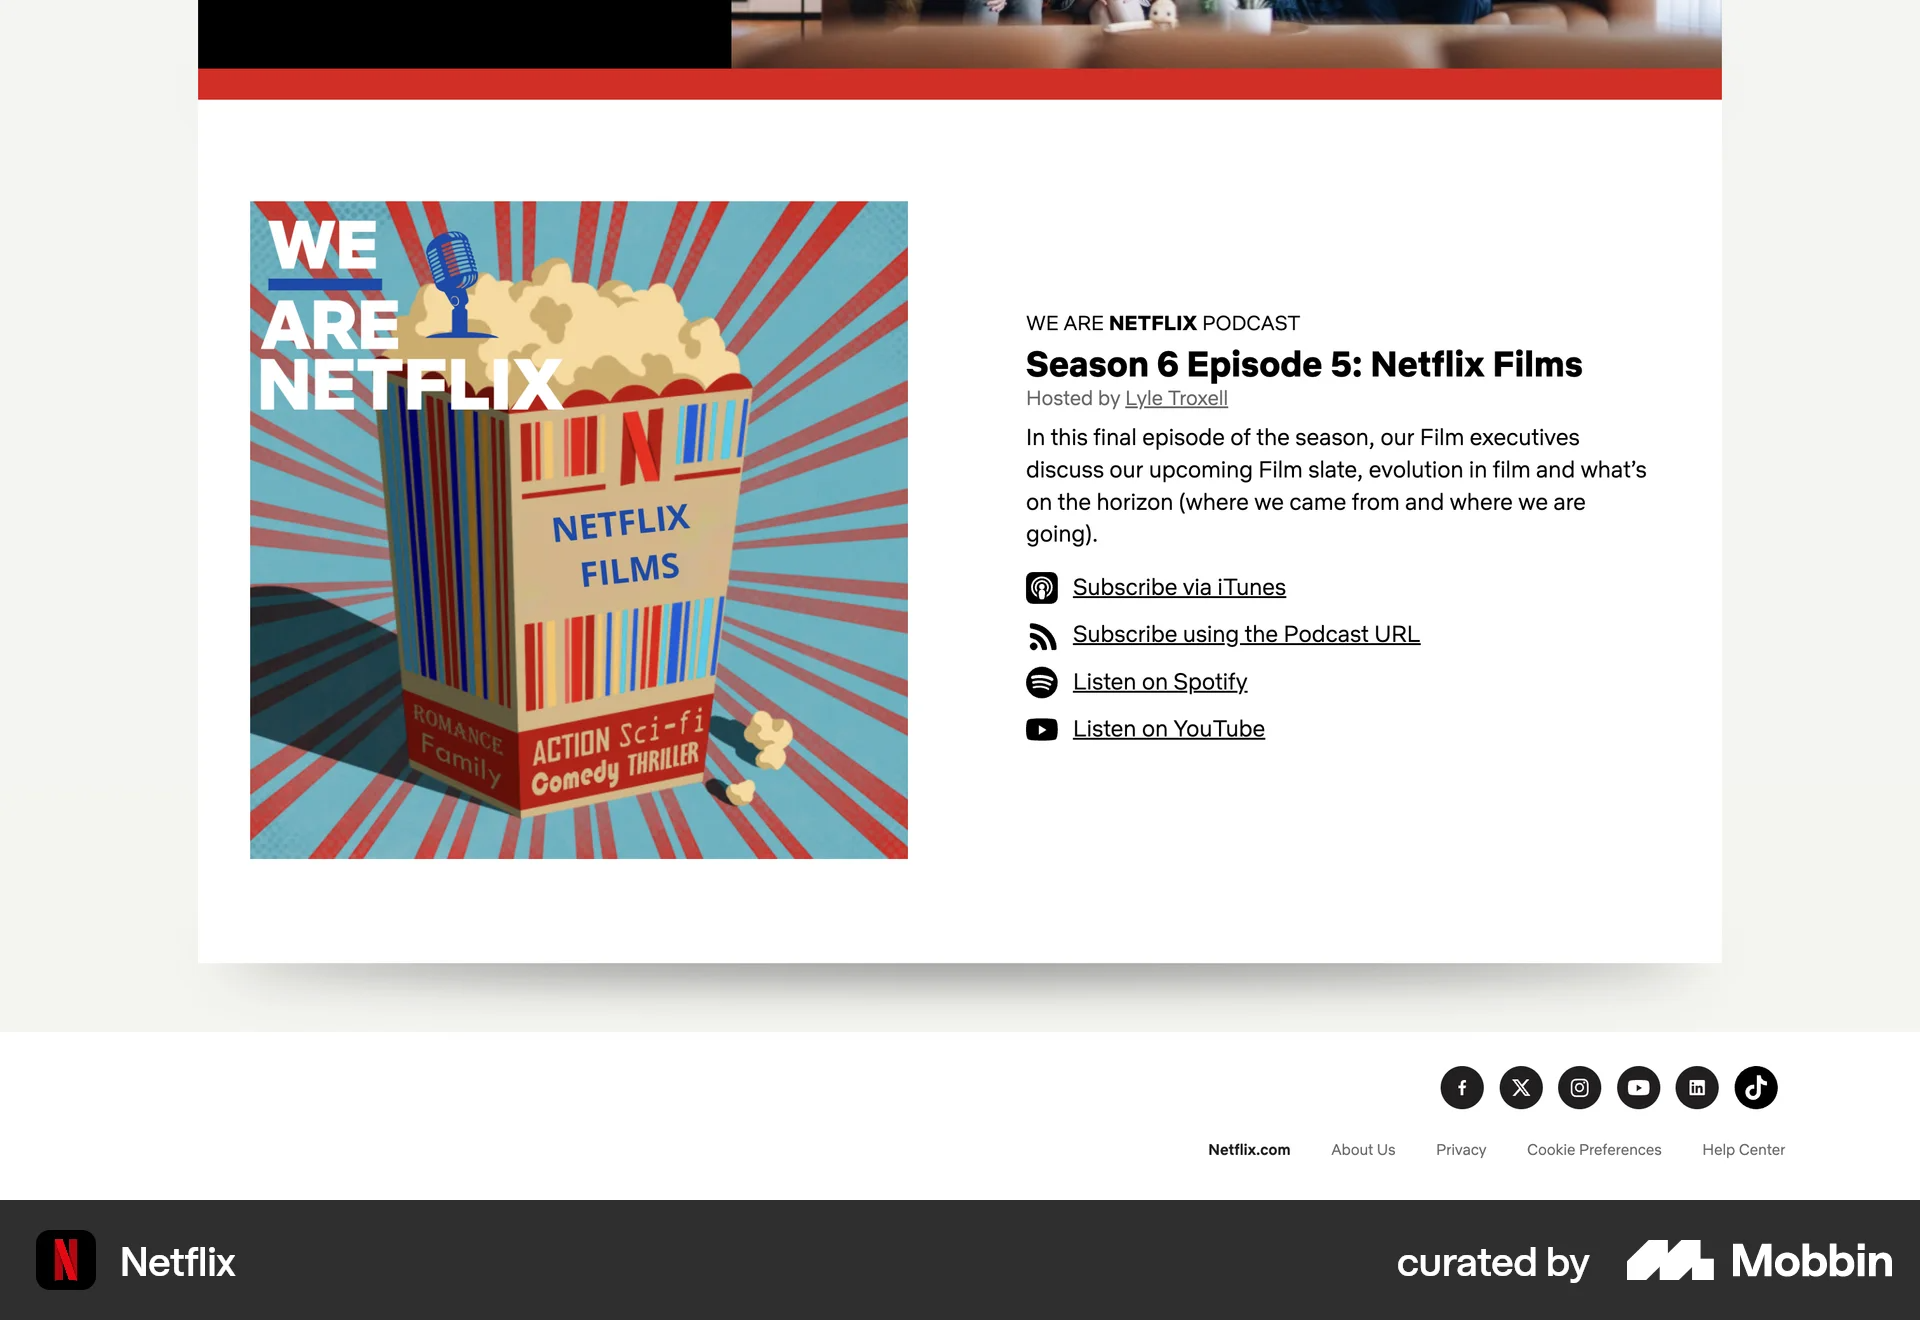 WE
ARE
NETFLIX
N
NETFLIX
FILMS
ROMANCE
Family
ACTION Sci-fi
Comedy THRILLER
WE ARE NETFLIX PODCAST
Season 6 Episode 5: Netflix Films
Hosted by Lyle Troxell
In this final episode of the season, our Film executives
discuss our upcoming Film slate, evolution in film and what’s
on the horizon (where we came from and where we are
going).
Subscribe via iTunes
Subscribe using the Podcast URL
Listen on Spotify
Listen on YouTube
Netflix.com About Us Privacy Cookie Preferences Help Center
N Netflix
curated by Mobbin